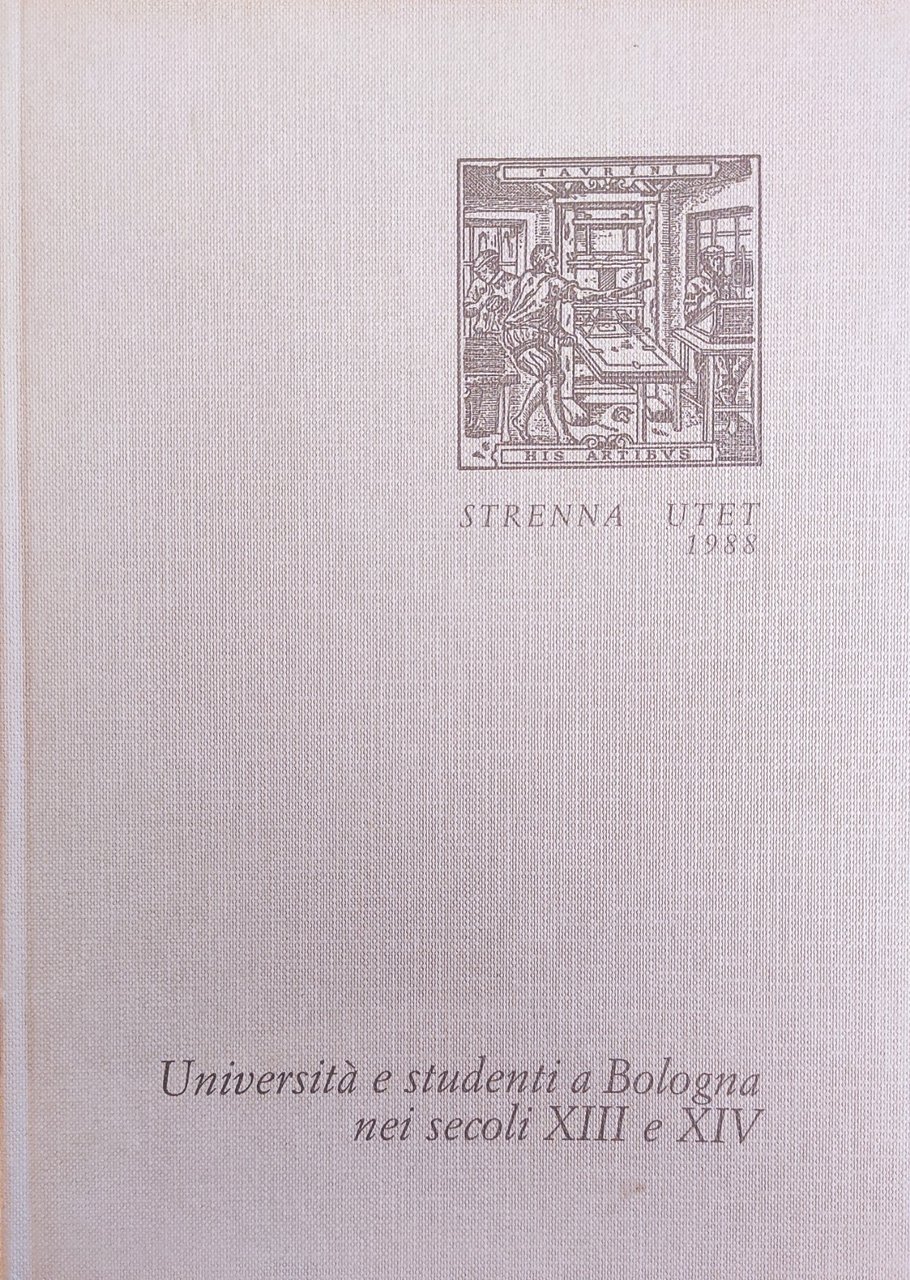 TAVRINI
HIS ARTIBVS
STRENNA UTET
1988
Università e studenti a Bologna
nei secoli XIII e XIV